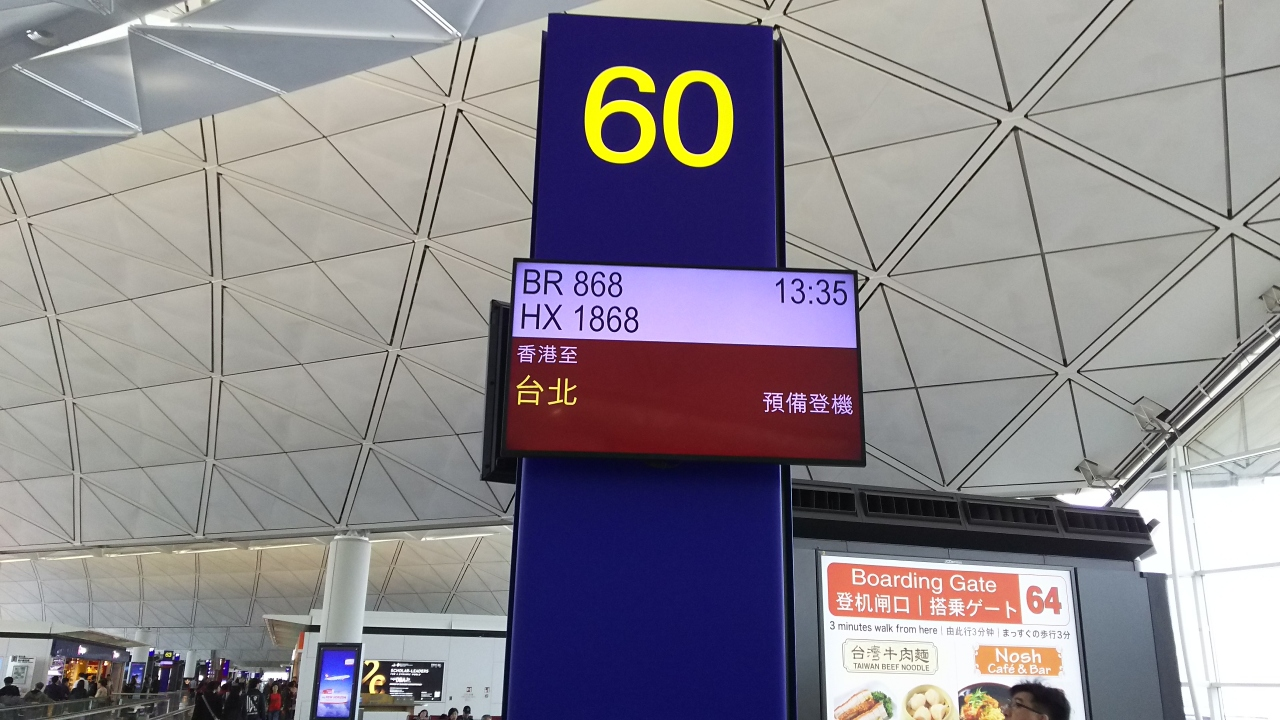 60
BR 868 13:35
HX 1868
香港至
台北
預備登機
Boarding Gate
登机闸口 | 搭乗ゲート 64
3 minutes walk from here | 由此行3分钟 | まっすぐの歩行3分
台灣牛肉麵
TAIWAN BEEF NOODLE
Nosh
Café & Bar
SCHOLAR-LEADERS